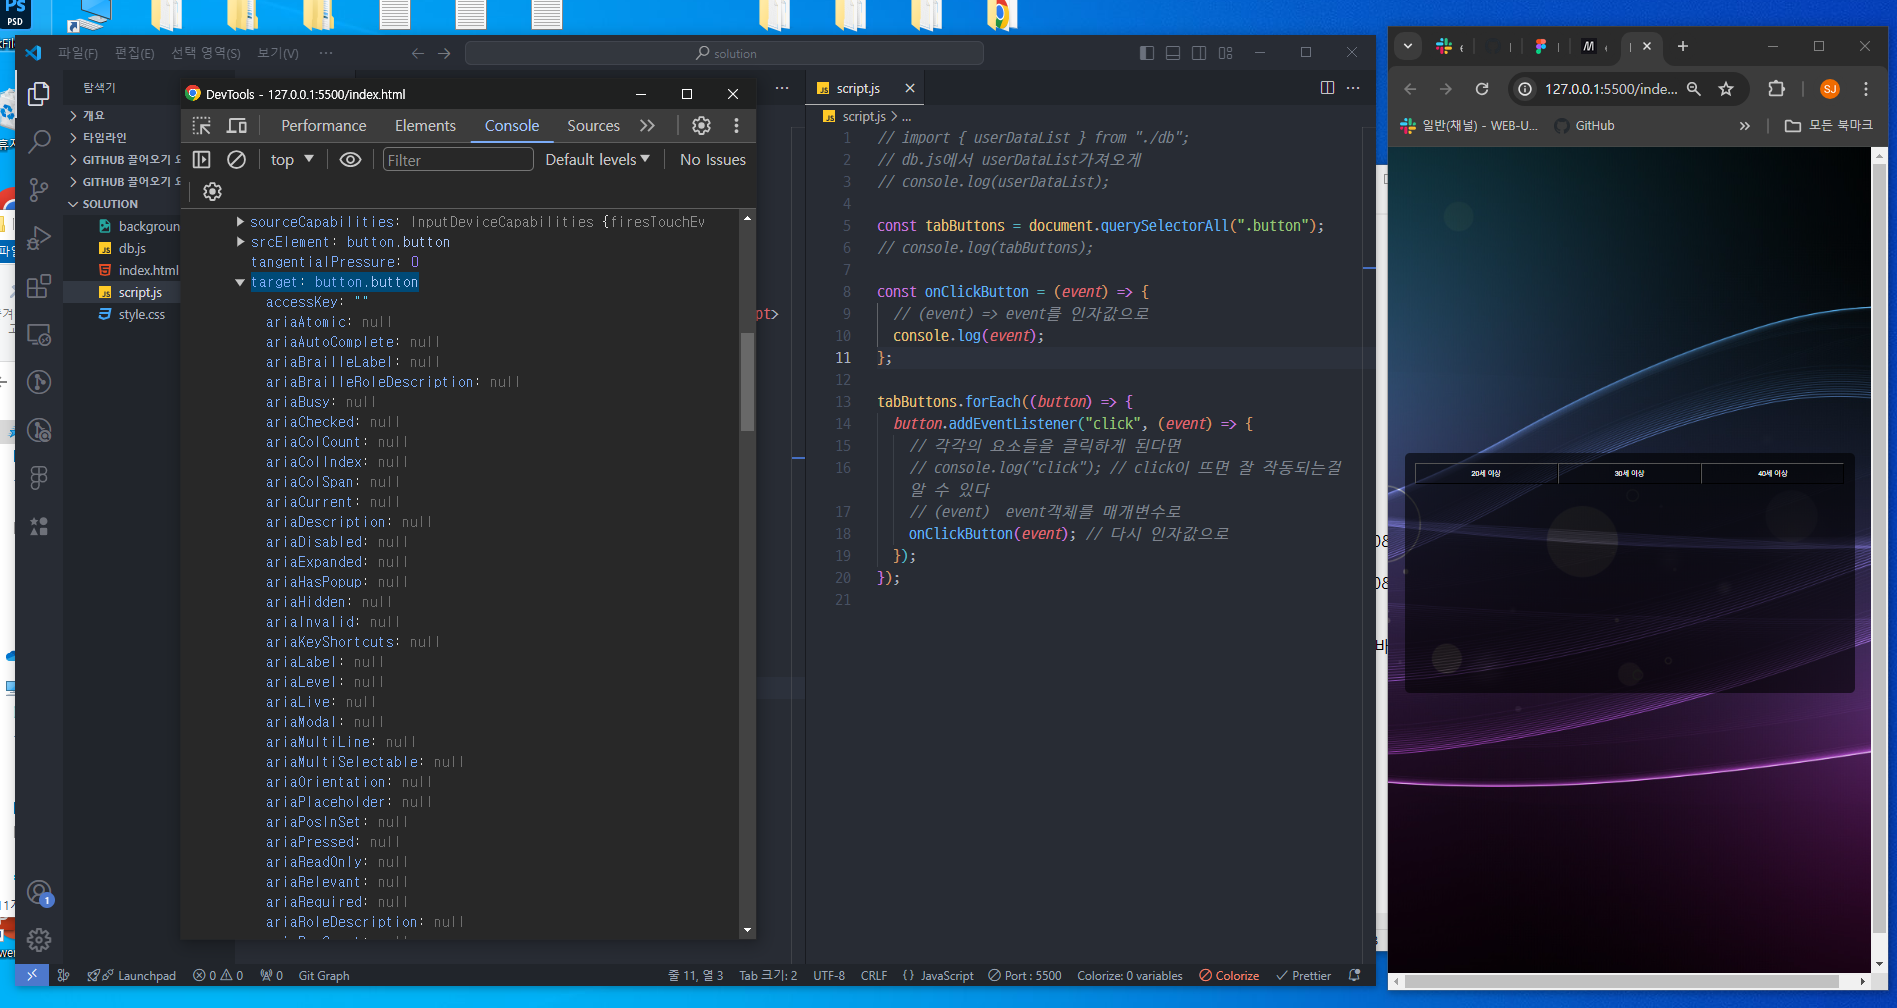 Ps
PSD
파일(F) 편집(E) 선택 영역(S) 보기(V) ···
solution
탐색기
개요
타임라인
GITHUB 끌어오기 요
GITHUB 끌어오기 요
SOLUTION
backgroun
JS db.js
index.html
JS script.js
style.css
DevTools - 127.0.0.1:5500/index.html
Performance Elements Console Sources
top Filter Default levels No Issues
sourceCapabilities: InputDeviceCapabilities {firesTouchEv
srcElement: button.button
tangentialPressure: 0
target: button.button
accessKey: ""
ariaAtomic: null
ariaAutoComplete: null
ariaBrailleLabel: null
ariaBrailleRoleDescription: null
ariaBusy: null
ariaChecked: null
ariaColCount: null
ariaColIndex: null
ariaColSpan: null
ariaCurrent: null
ariaDescription: null
ariaDisabled: null
ariaExpanded: null
ariaHasPopup: null
ariaHidden: null
ariaInvalid: null
ariaKeyShortcuts: null
ariaLabel: null
ariaLevel: null
ariaLive: null
ariaModal: null
ariaMultiLine: null
ariaMultiSelectable: null
ariaOrientation: null
ariaPlaceholder: null
ariaPosInSet: null
ariaPressed: null
ariaReadOnly: null
ariaRelevant: null
ariaRequired: null
ariaRoleDescription: null
pt>
JS script.js
JS script.js > ...
1 // import { userDataList } from "./db";
2 // db.js에서 userDataList가져오게
3 // console.log(userDataList);
4
5 const tabButtons = document.querySelectorAll(".button");
6 // console.log(tabButtons);
7
8 const onClickButton = (event) => {
9 // (event) => event를 인자값으로
10 console.log(event);
11 };
12
13 tabButtons.forEach((button) => {
14 button.addEventListener("click", (event) => {
15 // 각각의 요소들을 클릭하게 된다면
16 // console.log("click"); // click이 뜨면 잘 작동되는걸
알 수 있다
17 // (event) event객체를 매개변수로
18 onClickButton(event); // 다시 인자값으로
19 });
20 });
21
1
Launchpad 0 0 0 Git Graph
줄 11, 열 3 Tab 크기: 2 UTF-8 CRLF {} JavaScript Port : 5500 Colorize: 0 variables Colorize Prettier
127.0.0.1:5500/inde... SJ
일반(채널) - WEB-U... GitHub 모든 북마크
20세 이상 30세 이상 40세 이상
08
08